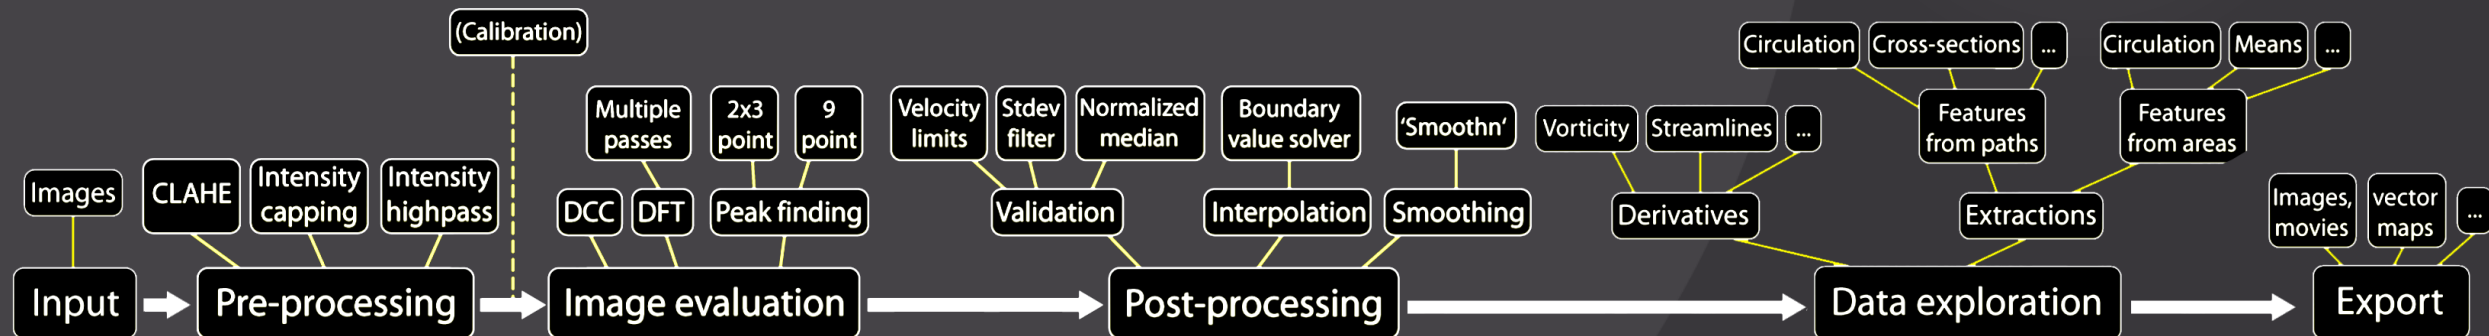 (Calibration)
Circulation
Cross-sections
...
Circulation
Means
...
Multiple
passes
2x3
point
9
point
Velocity
limits
Stdev
filter
Normalized
median
Boundary
value solver
'Smoothn'
Vorticity
Streamlines
...
Features
from paths
Features
from areas
Images
CLAHE
Intensity
capping
Intensity
highpass
DCC
DFT
Peak finding
Validation
Interpolation
Smoothing
Derivatives
Extractions
Images,
movies
vector
maps
...
Input
Pre-processing
Image evaluation
Post-processing
Data exploration
Export